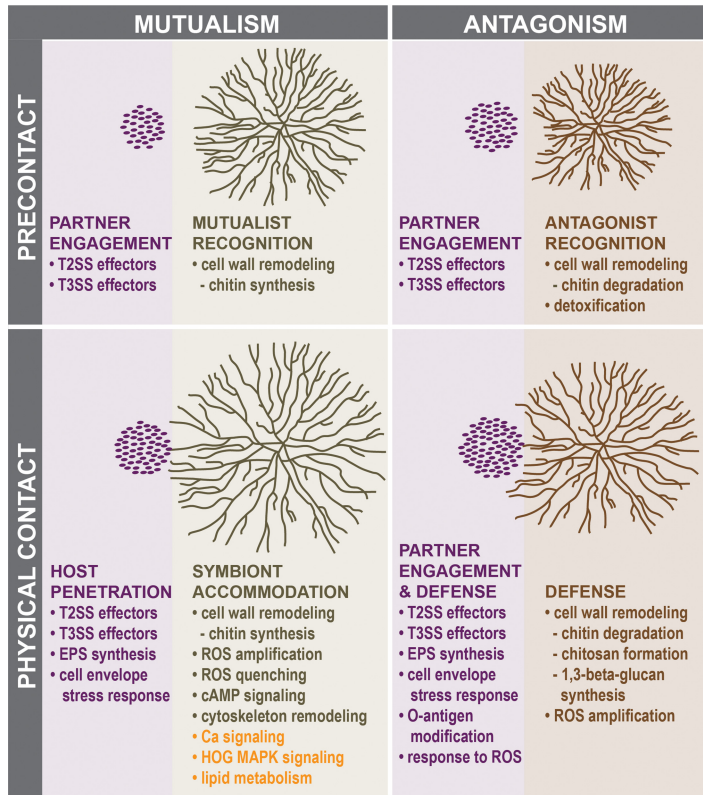 MUTUALISM
ANTAGONISM
PRECONTACT
PARTNER
ENGAGEMENT
• T2SS effectors
• T3SS effectors
MUTUALIST
RECOGNITION
• cell wall remodeling
- chitin synthesis
PARTNER
ENGAGEMENT
• T2SS effectors
• T3SS effectors
ANTAGONIST
RECOGNITION
• cell wall remodeling
- chitin degradation
• detoxification
PHYSICAL CONTACT
HOST
PENETRATION
• T2SS effectors
• T3SS effectors
• EPS synthesis
• cell envelope
stress response
SYMBIONT
ACCOMMODATION
• cell wall remodeling
- chitin synthesis
• ROS amplification
• ROS quenching
• cAMP signaling
• cytoskeleton remodeling
• Ca signaling
• HOG MAPK signaling
• lipid metabolism
PARTNER
ENGAGEMENT
& DEFENSE
• T2SS effectors
• T3SS effectors
• EPS synthesis
• cell envelope
stress response
• O-antigen
modification
• response to ROS
DEFENSE
• cell wall remodeling
- chitin degradation
- chitosan formation
- 1,3-beta-glucan
synthesis
• ROS amplification